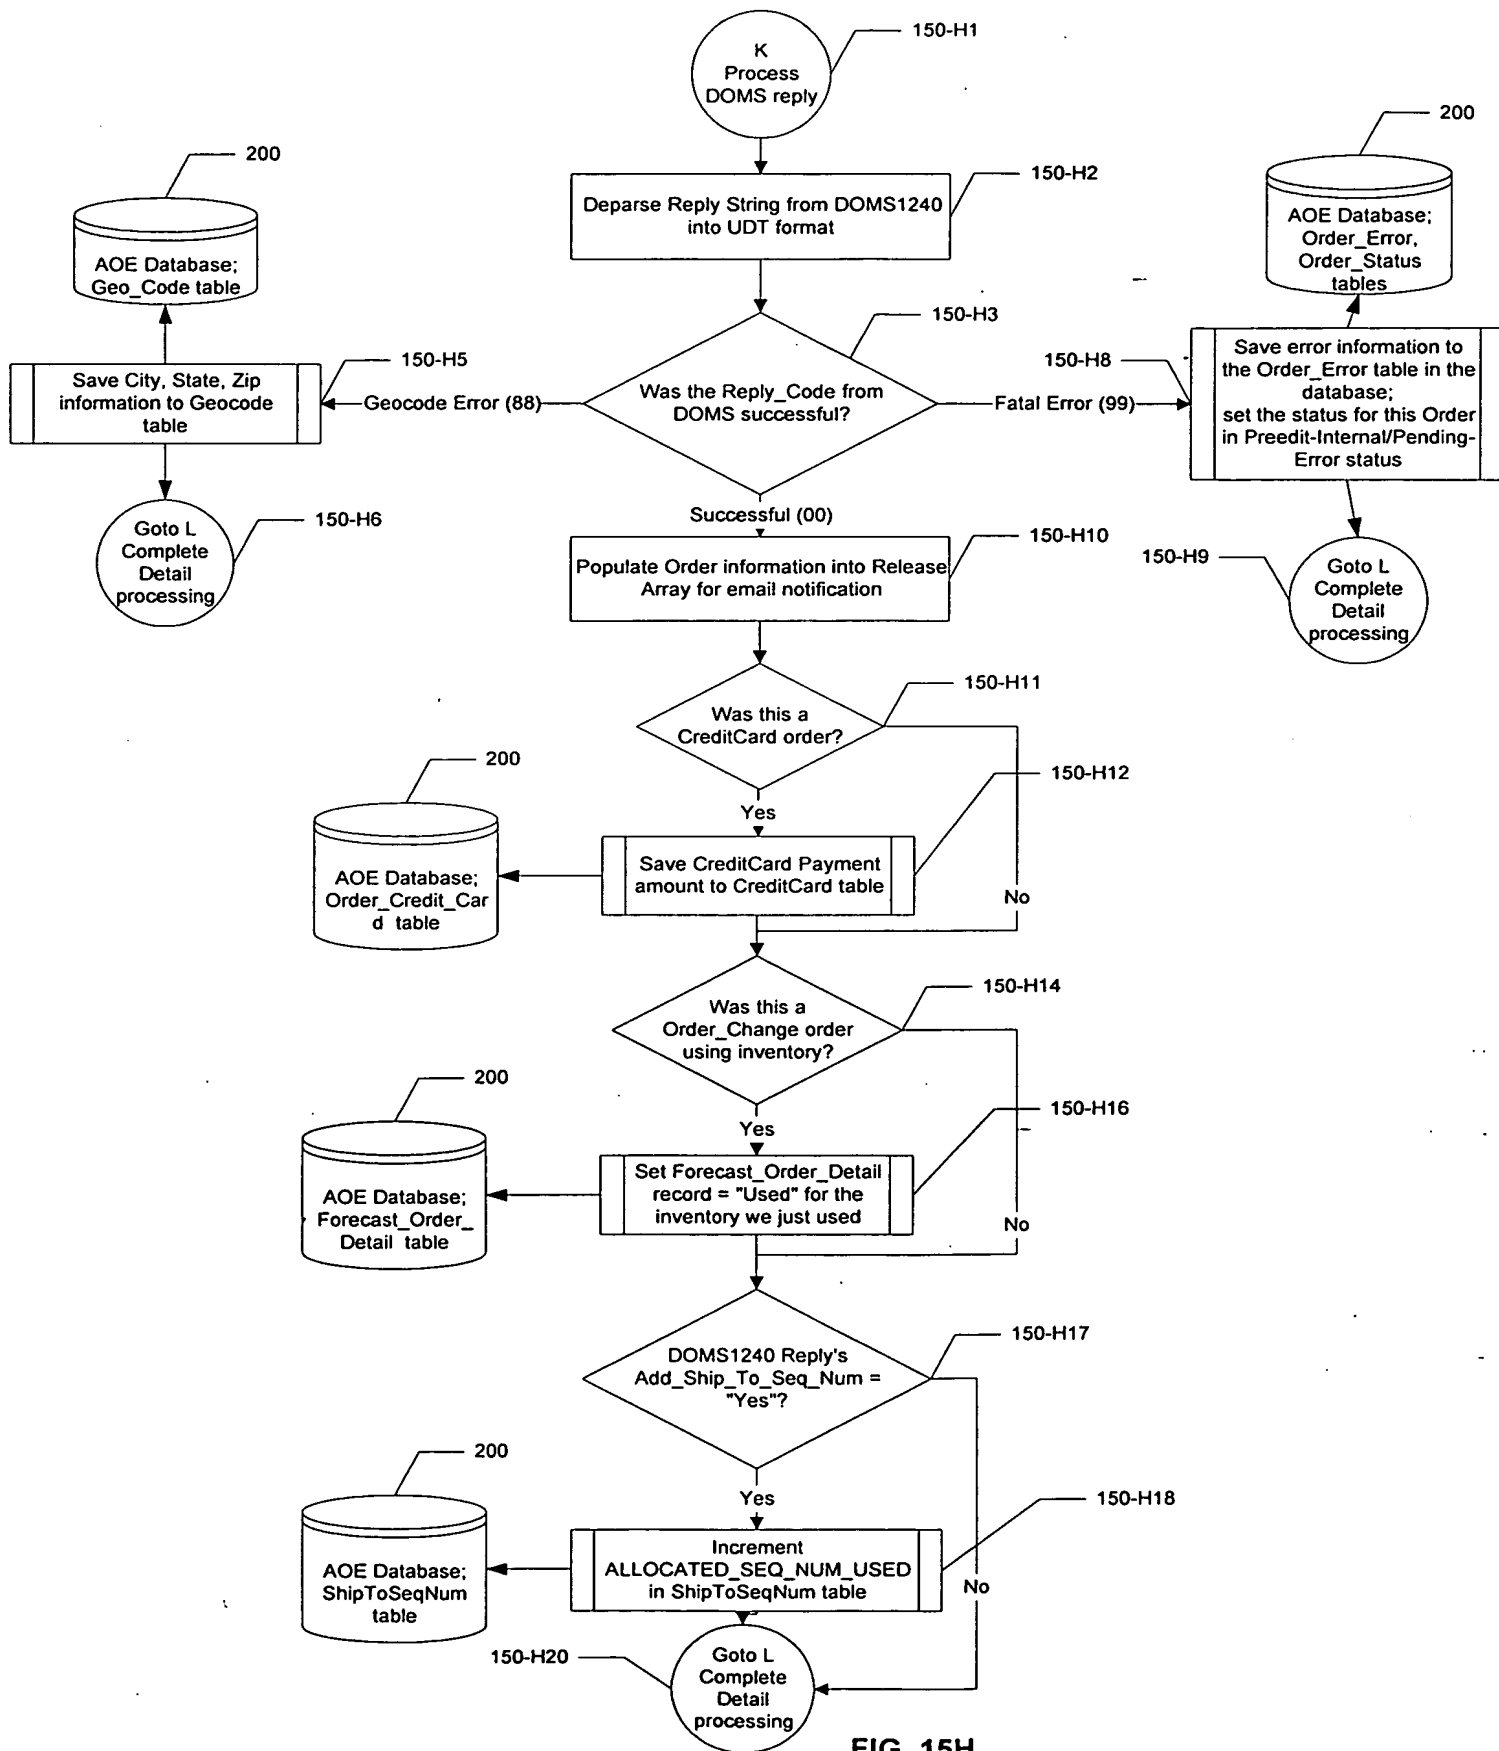 150-H1
K
Process
DOMS reply
200
200
150-H2
Deparse Reply String from DOMS1240
into UDT format
AOE Database;
Geo_Code table
AOE Database;
Order_Error,
Order_Status
tables
150-H3
150-H5
150-H8
Save City, State, Zip
information to Geocode
table
Geocode Error (88)
Was the Reply_Code from
DOMS successful?
Fatal Error (99)
Save error information to
the Order_Error table in the
database;
set the status for this Order
in Preedit-Internal/Pending-
Error status
Successful (00)
150-H6
Goto L
Complete
Detail
processing
150-H10
Populate Order information into Release
Array for email notification
150-H9
Goto L
Complete
Detail
processing
150-H11
Was this a
CreditCard order?
200
150-H12
Yes
AOE Database;
Order_Credit_Car
d table
Save CreditCard Payment
amount to CreditCard table
No
150-H14
Was this a
Order_Change order
using inventory?
200
150-H16
Yes
AOE Database;
Forecast_Order_
Detail table
Set Forecast_Order_Detail
record = "Used" for the
inventory we just used
No
150-H17
DOMS1240 Reply's
Add_Ship_To_Seq_Num =
"Yes"?
200
Yes
150-H18
AOE Database;
ShipToSeqNum
table
Increment
ALLOCATED_SEQ_NUM_USED
in ShipToSeqNum table
No
150-H20
Goto L
Complete
Detail
processing
FIG. 15H